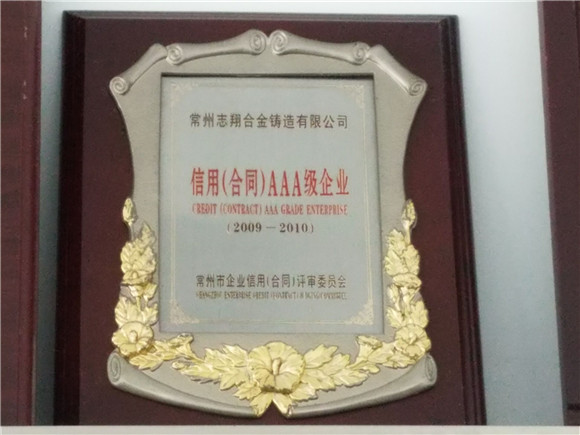 常州志翔合金铸造有限公司
信用(合同)AAA级企业
CREDIT (CONTRACT) AAA GRADE ENTERPRISE
(2009-2010)
常州市企业信用(合同)评审委员会
ENTERPRISE CREDIT